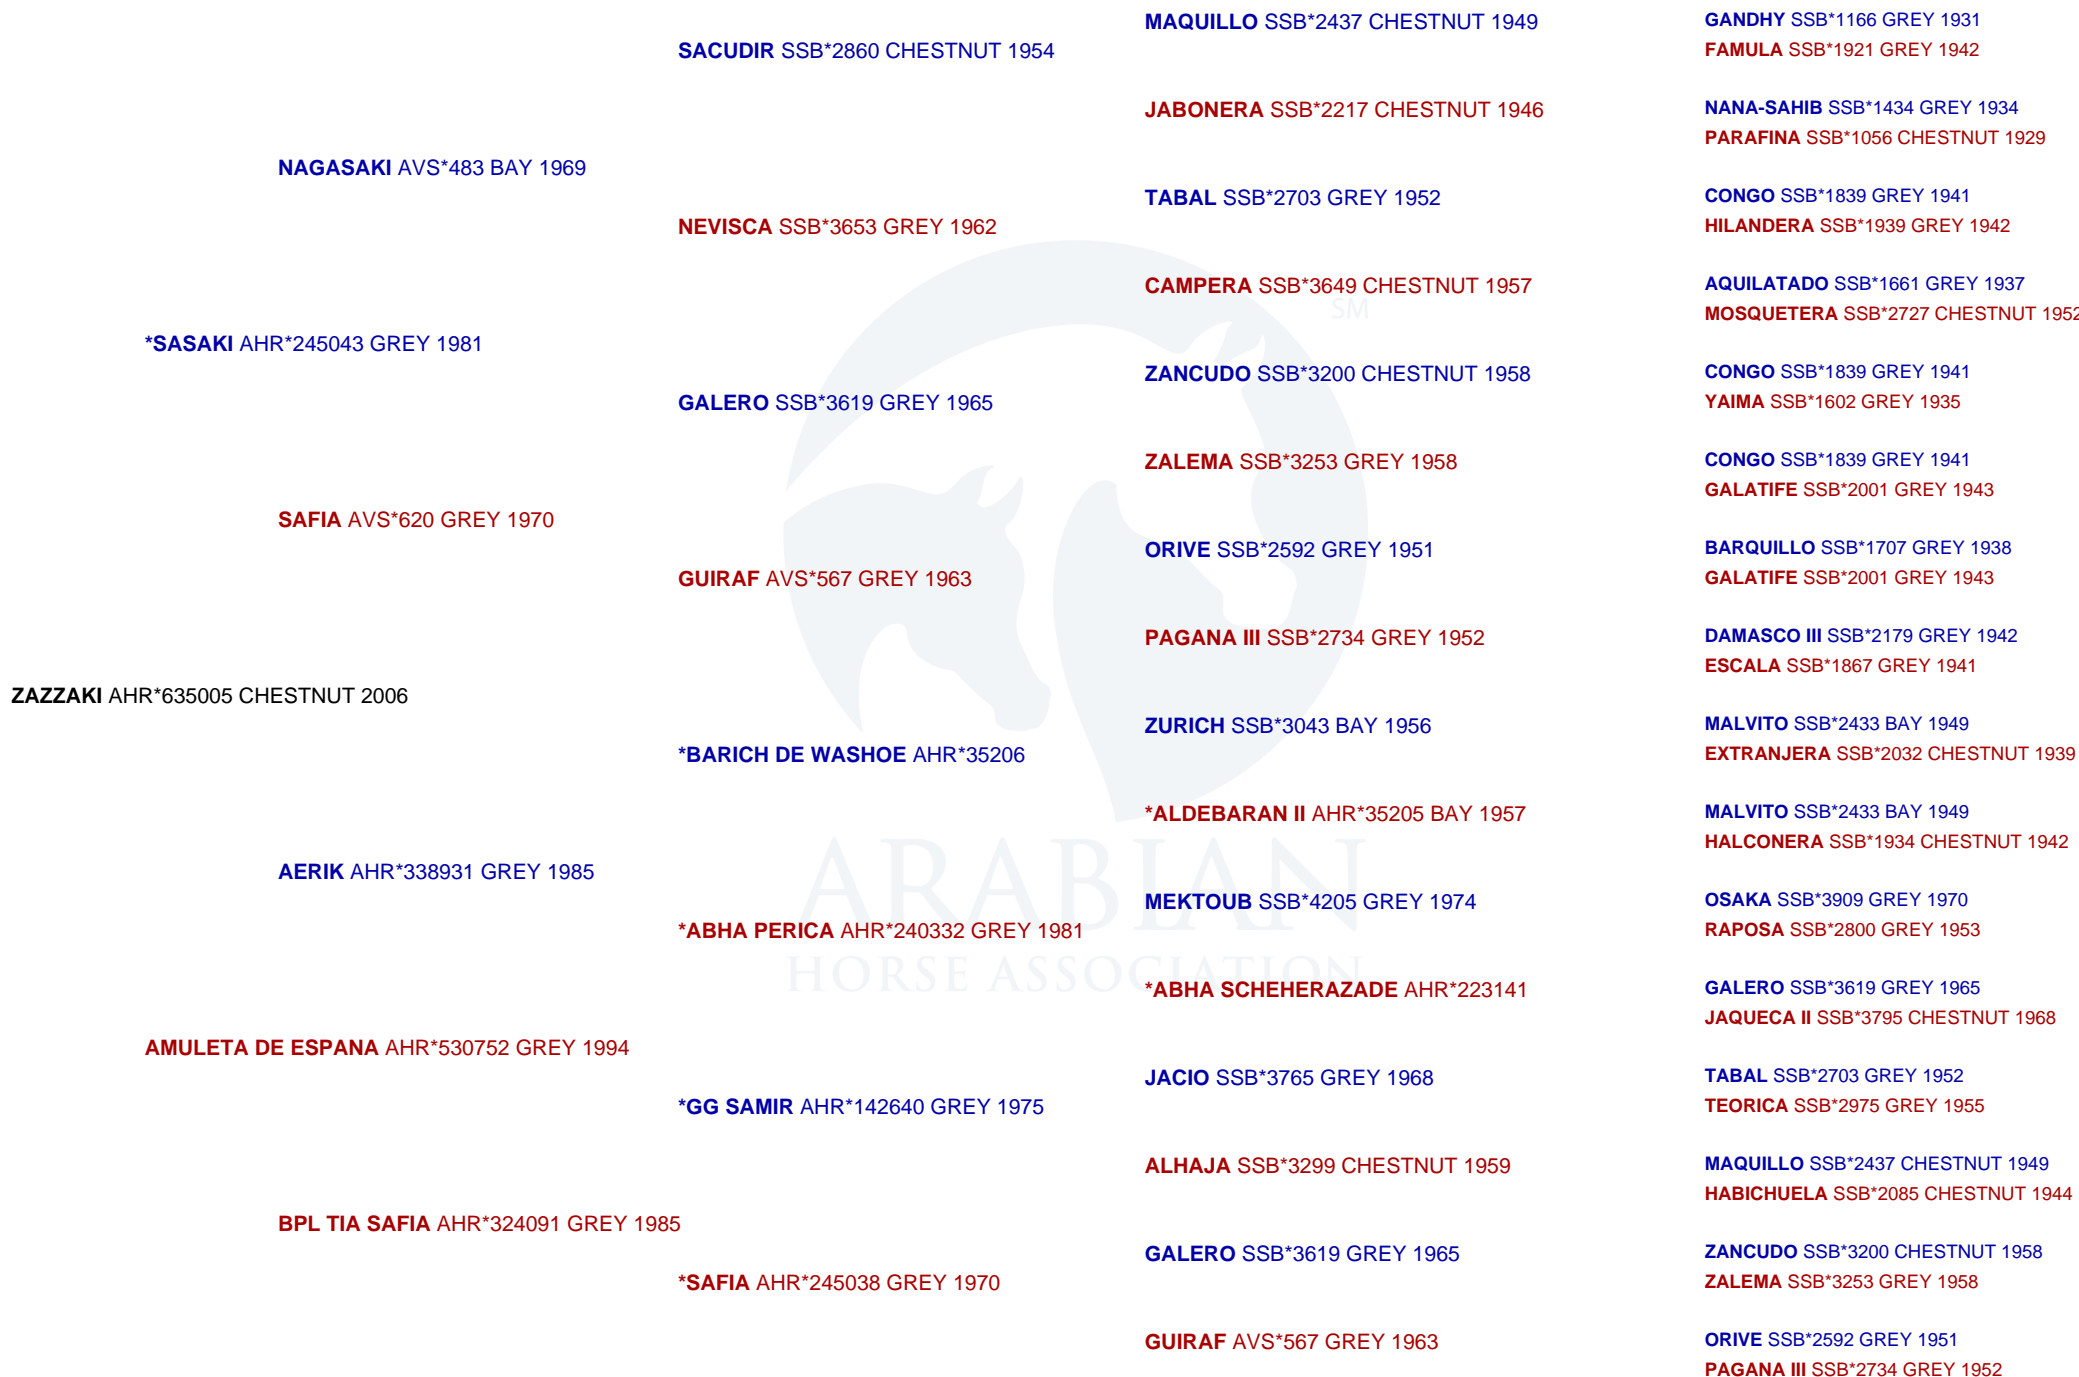 MAQUILLO SSB*2437 CHESTNUT 1949
GANDHY SSB*1166 GREY 1931
SACUDIR SSB*2860 CHESTNUT 1954
FAMULA SSB*1921 GREY 1942
JABONERA SSB*2217 CHESTNUT 1946
NANA-SAHIB SSB*1434 GREY 1934
PARAFINA SSB*1056 CHESTNUT 1929
NAGASAKI AVS*483 BAY 1969
TABAL SSB*2703 GREY 1952
CONGO SSB*1839 GREY 1941
NEVISCA SSB*3653 GREY 1962
HILANDERA SSB*1939 GREY 1942
CAMPERA SSB*3649 CHESTNUT 1957
AQUILATADO SSB*1661 GREY 1937
SM
MOSQUETERA SSB*2727 CHESTNUT 1952
*SASAKI AHR*245043 GREY 1981
ZANCUDO SSB*3200 CHESTNUT 1958
CONGO SSB*1839 GREY 1941
GALERO SSB*3619 GREY 1965
YAIMA SSB*1602 GREY 1935
ZALEMA SSB*3253 GREY 1958
CONGO SSB*1839 GREY 1941
GALATIFE SSB*2001 GREY 1943
SAFIA AVS*620 GREY 1970
ORIVE SSB*2592 GREY 1951
BARQUILLO SSB*1707 GREY 1938
GUIRAF AVS*567 GREY 1963
GALATIFE SSB*2001 GREY 1943
PAGANA III SSB*2734 GREY 1952
DAMASCO III SSB*2179 GREY 1942
ESCALA SSB*1867 GREY 1941
ZAZZAKI AHR*635005 CHESTNUT 2006
ZURICH SSB*3043 BAY 1956
MALVITO SSB*2433 BAY 1949
*BARICH DE WASHOE AHR*35206
EXTRANJERA SSB*2032 CHESTNUT 1939
*ALDEBARAN II AHR*35205 BAY 1957
MALVITO SSB*2433 BAY 1949
HALCONERA SSB*1934 CHESTNUT 1942
AERIK AHR*338931 GREY 1985
ARABIAN
MEKTOUB SSB*4205 GREY 1974
OSAKA SSB*3909 GREY 1970
*ABHA PERICA AHR*240332 GREY 1981
RAPOSA SSB*2800 GREY 1953
HORSE ASSOCIATION
*ABHA SCHEHERAZADE AHR*223141
GALERO SSB*3619 GREY 1965
JAQUECA II SSB*3795 CHESTNUT 1968
AMULETA DE ESPANA AHR*530752 GREY 1994
JACIO SSB*3765 GREY 1968
TABAL SSB*2703 GREY 1952
*GG SAMIR AHR*142640 GREY 1975
TEORICA SSB*2975 GREY 1955
ALHAJA SSB*3299 CHESTNUT 1959
MAQUILLO SSB*2437 CHESTNUT 1949
HABICHUELA SSB*2085 CHESTNUT 1944
BPL TIA SAFIA AHR*324091 GREY 1985
GALERO SSB*3619 GREY 1965
ZANCUDO SSB*3200 CHESTNUT 1958
*SAFIA AHR*245038 GREY 1970
ZALEMA SSB*3253 GREY 1958
GUIRAF AVS*567 GREY 1963
ORIVE SSB*2592 GREY 1951
PAGANA III SSB*2734 GREY 1952